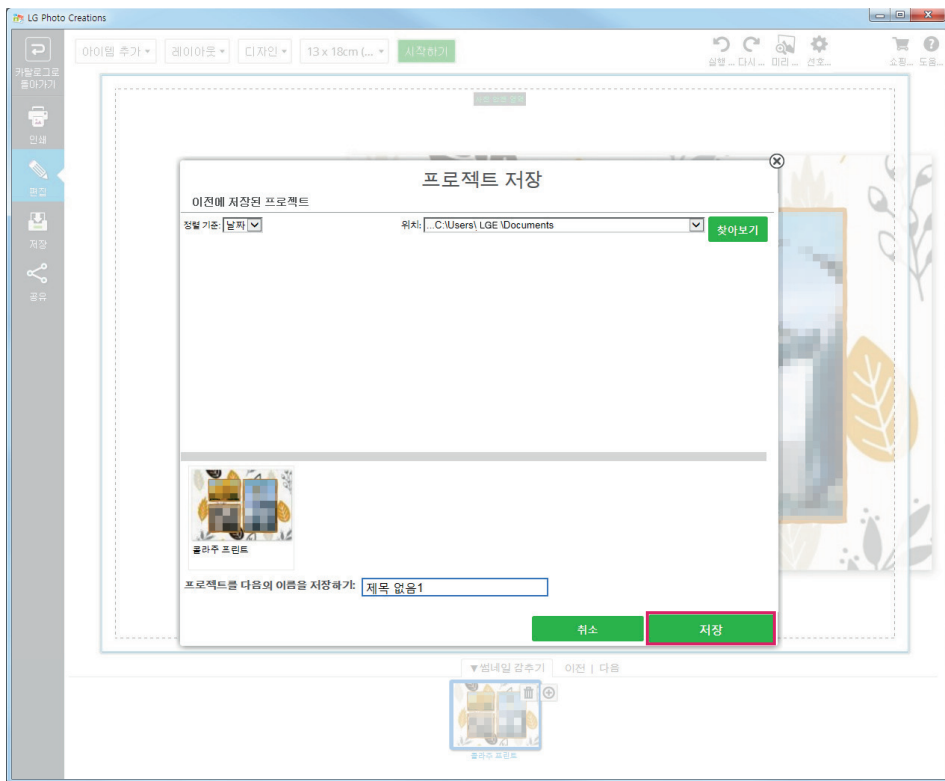 LG Photo Creations
카탈로그로
돌아가기
아이템 추가
레이아웃
디자인
13 x 18cm (...
시작하기
실행 ...
다시 ...
미리 ...
선호...
쇼핑...
도움...
인쇄
편집
저장
공유
프로젝트 저장
이전에 저장된 프로젝트
정렬 기준: 날짜
위치: ...C:\Users\ LGE \Documents
찾아보기
콜라주 프린트
프로젝트를 다음의 이름을 저장하기: 제목 없음1
취소
저장
▼썸네일 감추기
이전 | 다음
콜라주 프린트